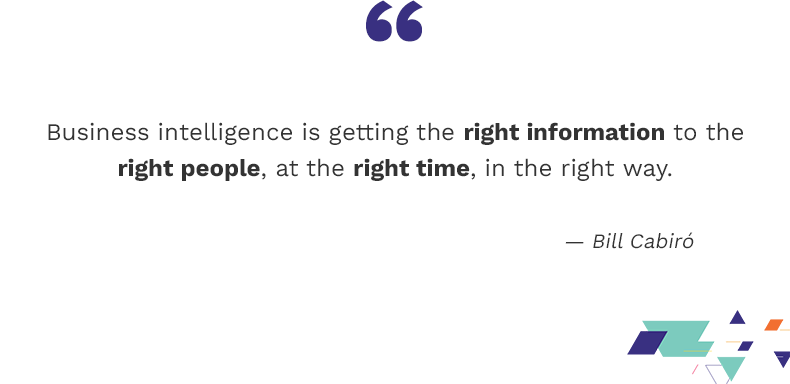 “
Business intelligence is getting the right information to the
right people, at the right time, in the right way.
— Bill Cabiró